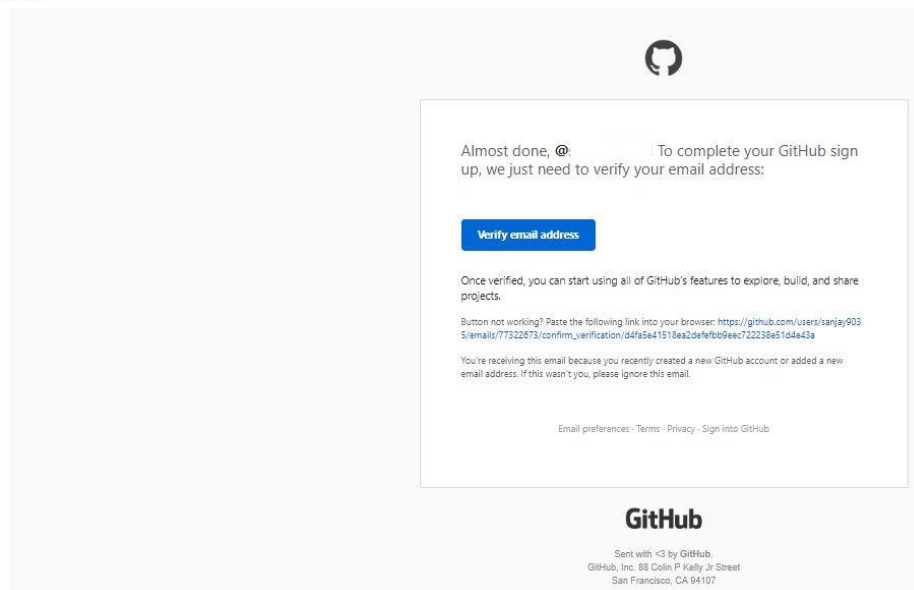 Almost done, @ To complete your GitHub sign
up, we just need to verify your email address:
Verify email address
Once verified, you can start using all of GitHub's features to explore, build, and share
projects.
Button not working? Paste the following link into your browser: https://github.com/users/sanjay903
5/emails/77322673/confirm_verification/d4fa5e41518ea2defefbb9eec722238e51d4e43a
You're receiving this email because you recently created a new GitHub account or added a new
email address. If this wasn't you, please ignore this email.
Email preferences · Terms · Privacy · Sign into GitHub
GitHub
Sent with <3 by GitHub.
GitHub, Inc. 88 Colin P Kelly Jr Street
San Francisco, CA 94107